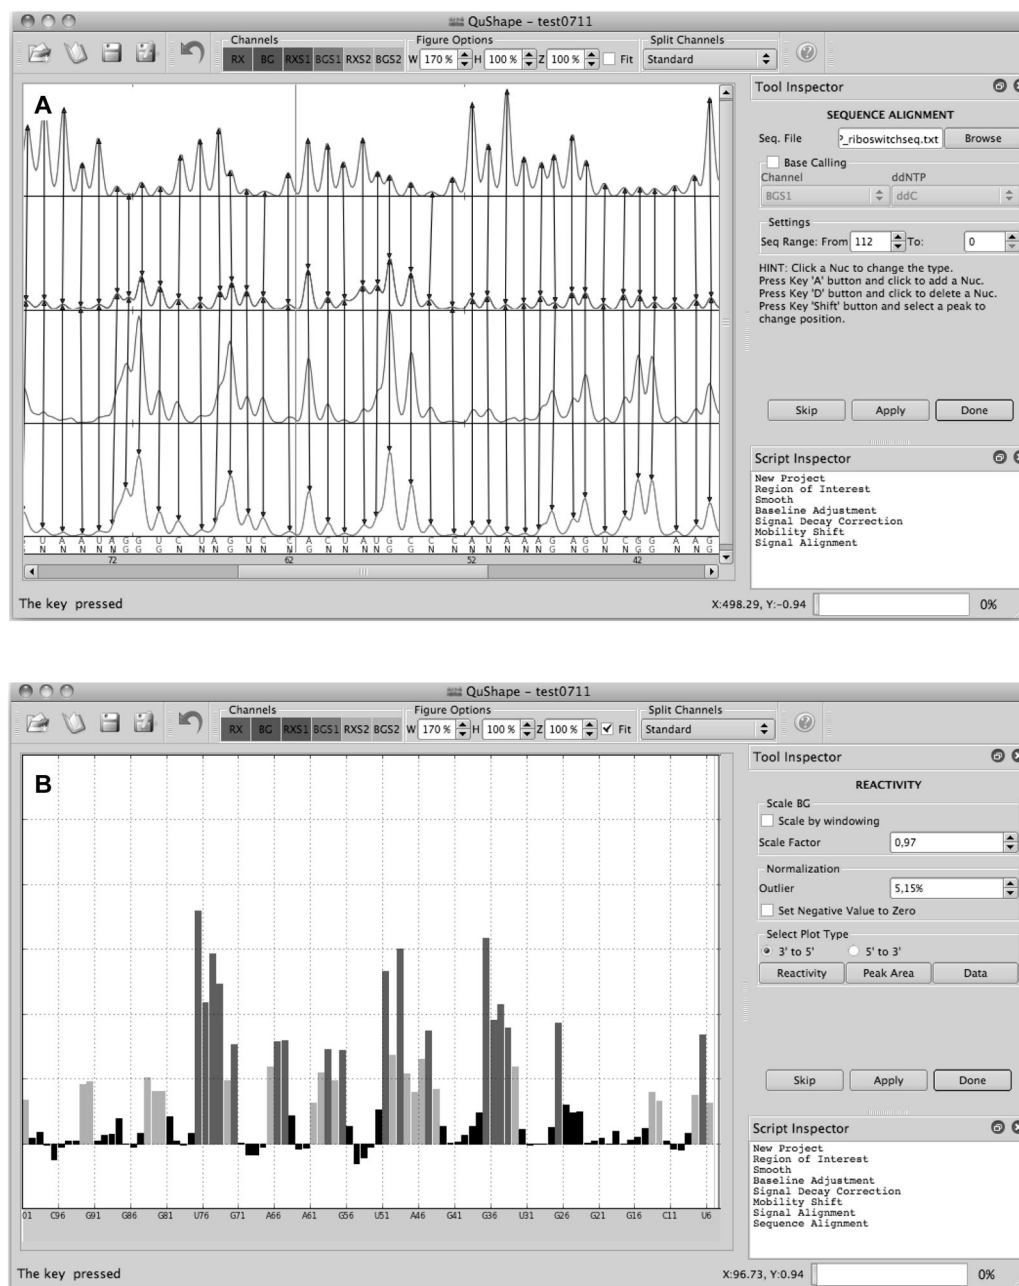 QuShape – test0711
Channels
Figure Options
Split Channels
RX BG RXS1 BGS1 RXS2 BGS2 W 170 % H 100 % Z 100 % Fit Standard
A
Tool Inspector
SEQUENCE ALIGNMENT
Seq. File P_riboswitchseq.txt Browse
Base Calling
Channel ddNTP
BGS1 ddC
Settings
Seq Range: From 112 To: 0
HINT: Click a Nuc to change the type.
Press Key 'A' button and click to add a Nuc.
Press Key 'D' button and click to delete a Nuc.
Press Key 'Shift' button and select a peak to
change position.
Skip Apply Done
Script Inspector
New Project
Region of Interest
Smooth
Baseline Adjustment
Signal Decay Correction
Mobility Shift
Signal Alignment
72 62 52 42
The key pressed
X:498.29, Y:–0.94
0%
QuShape – test0711
Channels
Figure Options
Split Channels
RX BG RXS1 BGS1 RXS2 BGS2 W 170 % H 100 % Z 100 % Fit Standard
B
Tool Inspector
REACTIVITY
Scale BG
Scale by windowing
Scale Factor 0,97
Normalization
Outlier 5,15%
Set Negative Value to Zero
Select Plot Type
3' to 5' 5' to 3'
Reactivity Peak Area Data
Skip Apply Done
Script Inspector
New Project
Region of Interest
Smooth
Baseline Adjustment
Signal Decay Correction
Mobility Shift
Signal Alignment
Sequence Alignment
01 C96 G91 G86 G81 U76 G71 A66 A61 G56 U51 A46 G41 G36 U31 G26 G21 G16 C11 U6
The key pressed
X:96.73, Y:0.94
0%